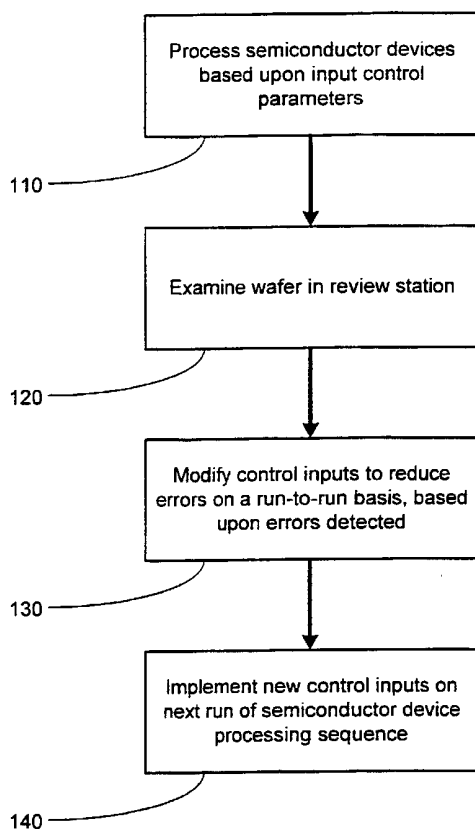 Process semiconductor devices
based upon input control
parameters
110
Examine wafer in review station
120
Modify control inputs to reduce
errors on a run-to-run basis, based
upon errors detected
130
Implement new control inputs on
next run of semiconductor device
processing sequence
140